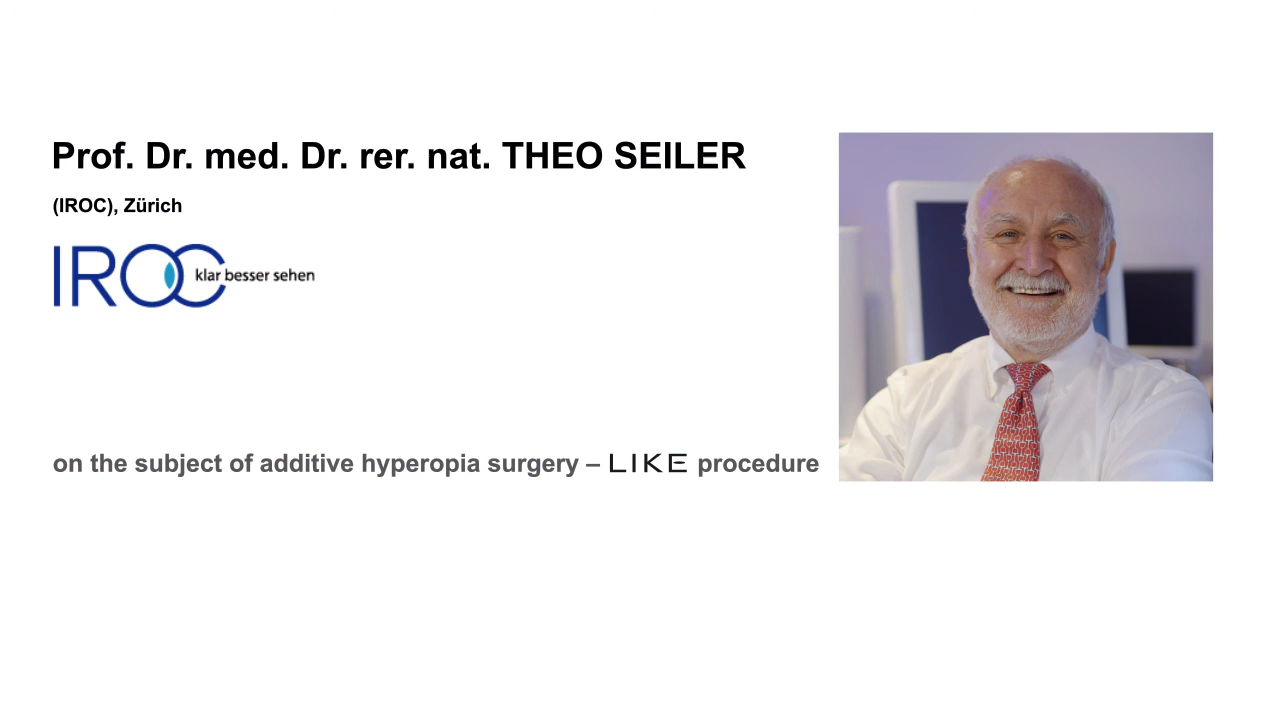 Prof. Dr. med. Dr. rer. nat. THEO SEILER
(IROC), Zürich
IROC klar besser sehen
on the subject of additive hyperopia surgery – LIKE procedure